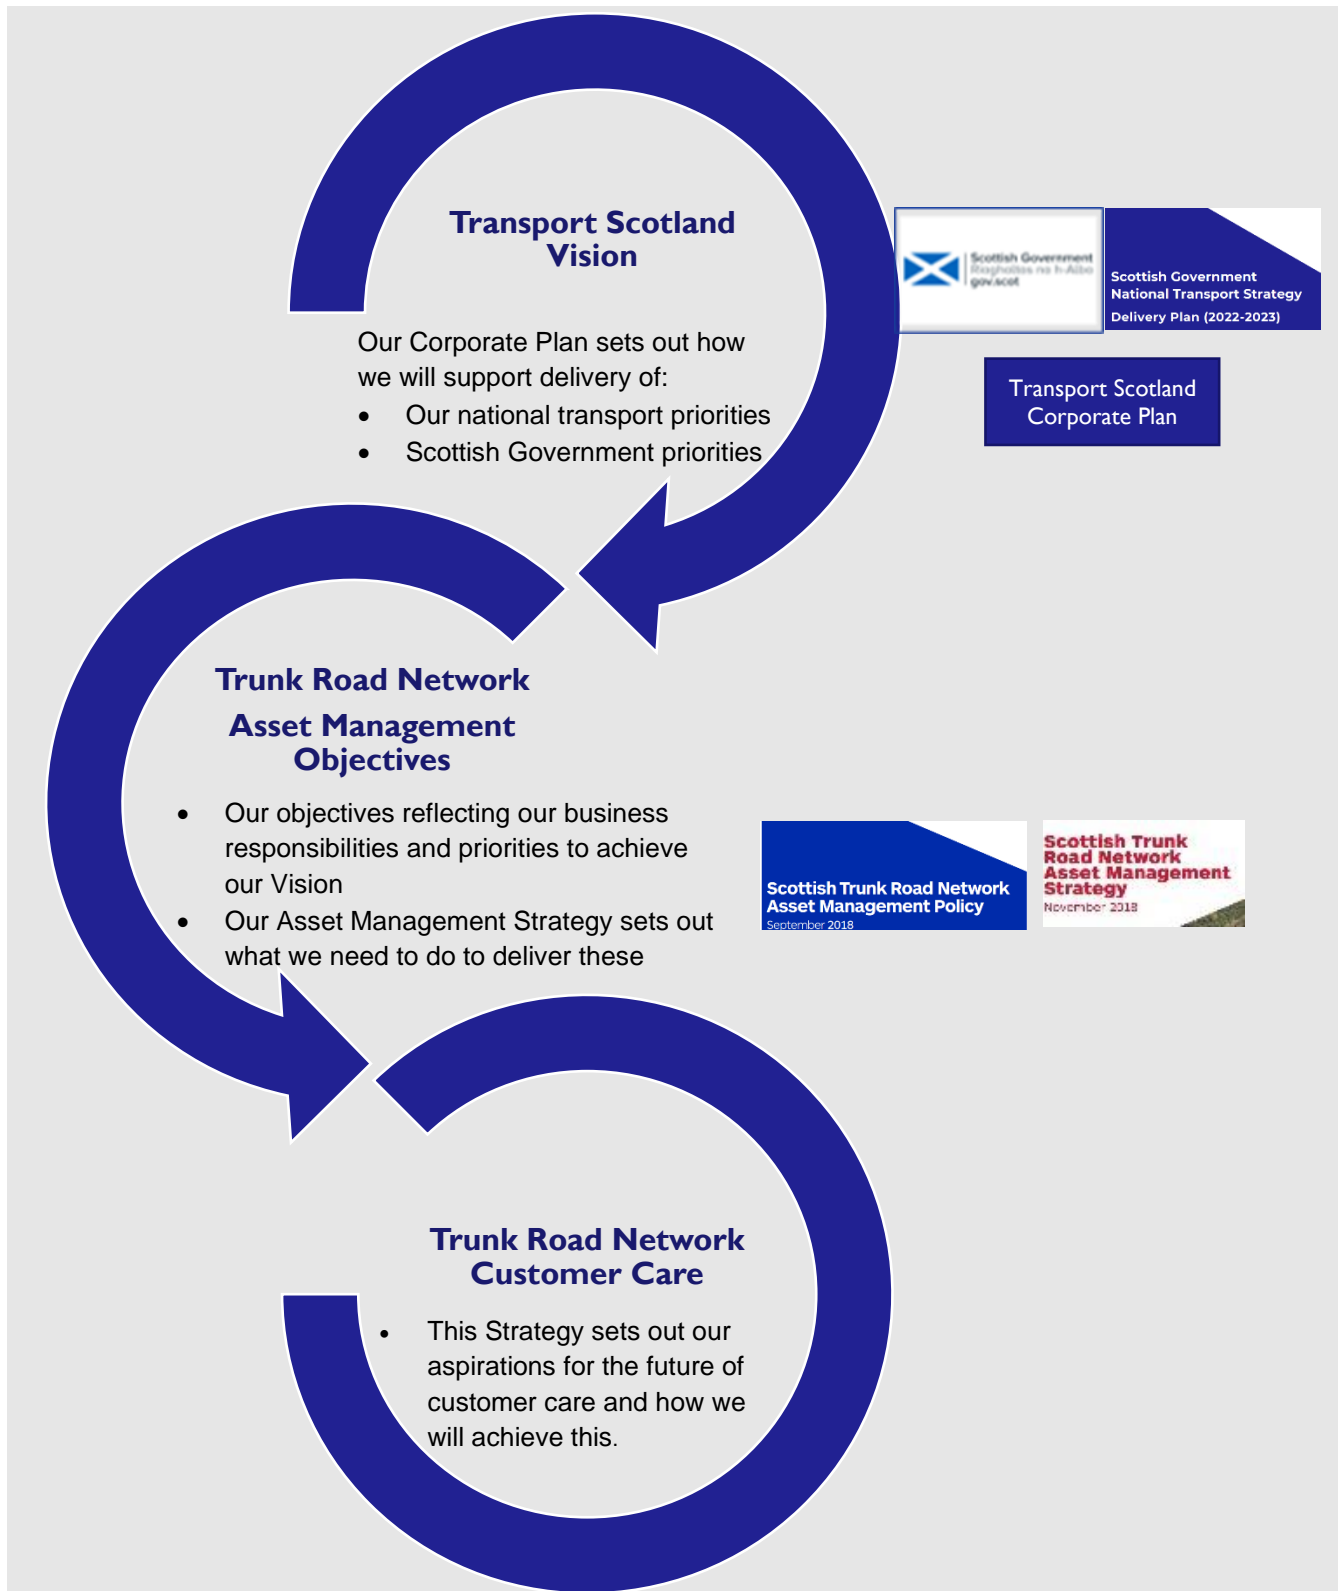 Transport Scotland
Vision
Our Corporate Plan sets out how
we will support delivery of:
• Our national transport priorities
• Scottish Government priorities
Scottish Government
Riaghaltas na h-Alba
gov.scot
Scottish Government
National Transport Strategy
Delivery Plan (2022-2023)
Transport Scotland
Corporate Plan
Trunk Road Network
Asset Management
Objectives
• Our objectives reflecting our business
responsibilities and priorities to achieve
our Vision
• Our Asset Management Strategy sets out
what we need to do to deliver these
Scottish Trunk Road Network
Asset Management Policy
September 2018
Scottish Trunk
Road Network
Asset Management
Strategy
November 2018
Trunk Road Network
Customer Care
• This Strategy sets out our
aspirations for the future of
customer care and how we
will achieve this.